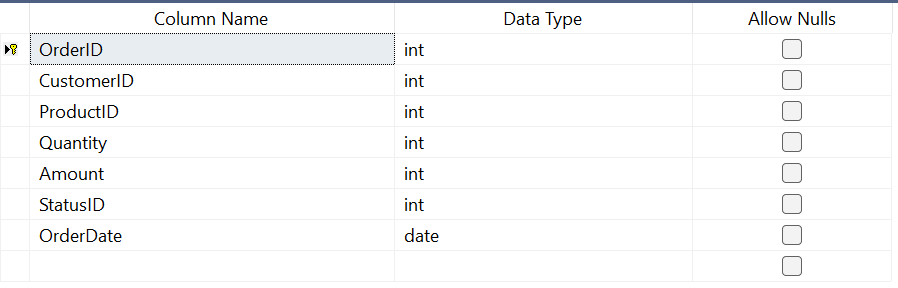 Column Name Data Type Allow Nulls
OrderID int
CustomerID int
ProductID int
Quantity int
Amount int
StatusID int
OrderDate date